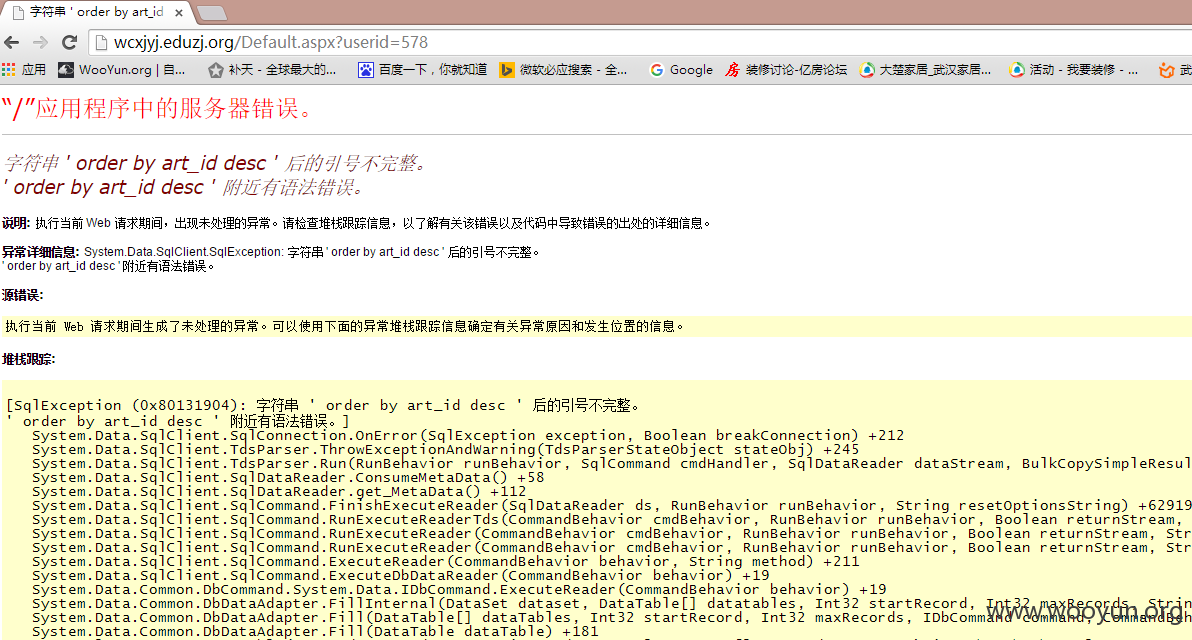 字符串 ' order by art_id
wcxjyj.eduzj.org/Default.aspx?userid=578
应用 WooYun.org | 自... 补天 - 全球最大的... 百度一下，你就知道 微软必应搜索 - 全... Google 装修讨论-亿房论坛 大楚家居_武汉家居... 活动 - 我要装修 - ... 武
“/”应用程序中的服务器错误。
字符串 ' order by art_id desc ' 后的引号不完整。
' order by art_id desc ' 附近有语法错误。
说明: 执行当前 Web 请求期间，出现未处理的异常。请检查堆栈跟踪信息，以了解有关该错误以及代码中导致错误的出处的详细信息。
异常详细信息: System.Data.SqlClient.SqlException: 字符串 ' order by art_id desc ' 后的引号不完整。
' order by art_id desc ' 附近有语法错误。
源错误:
执行当前 Web 请求期间生成了未处理的异常。可以使用下面的异常堆栈跟踪信息确定有关异常原因和发生位置的信息。
堆栈跟踪:
[SqlException (0x80131904): 字符串 ' order by art_id desc ' 后的引号不完整。
' order by art_id desc ' 附近有语法错误。]
System.Data.SqlClient.SqlConnection.OnError(SqlException exception, Boolean breakConnection) +212
System.Data.SqlClient.TdsParser.ThrowExceptionAndWarning(TdsParserStateObject stateObj) +245
System.Data.SqlClient.TdsParser.Run(RunBehavior runBehavior, SqlCommand cmdHandler, SqlDataReader dataStream, BulkCopySimpleResul
System.Data.SqlClient.SqlDataReader.ConsumeMetaData() +58
System.Data.SqlClient.SqlDataReader.get_MetaData() +112
System.Data.SqlClient.SqlCommand.FinishExecuteReader(SqlDataReader ds, RunBehavior runBehavior, String resetOptionsString) +62919
System.Data.SqlClient.SqlCommand.RunExecuteReaderTds(CommandBehavior cmdBehavior, RunBehavior runBehavior, Boolean returnStream,
System.Data.SqlClient.SqlCommand.RunExecuteReader(CommandBehavior cmdBehavior, RunBehavior runBehavior, Boolean returnStream, Str
System.Data.SqlClient.SqlCommand.RunExecuteReader(CommandBehavior cmdBehavior, RunBehavior runBehavior, Boolean returnStream, Str
System.Data.SqlClient.SqlCommand.ExecuteReader(CommandBehavior behavior, String method) +211
System.Data.SqlClient.SqlCommand.ExecuteDbDataReader(CommandBehavior behavior) +19
System.Data.Common.DbCommand.System.Data.IDbCommand.ExecuteReader(CommandBehavior behavior) +19
System.Data.Common.DbDataAdapter.FillInternal(DataSet dataset, DataTable[] datatables, Int32 startRecord, Int32 maxRecords, Strin
System.Data.Common.DbDataAdapter.Fill(DataTable[] dataTables, Int32 startRecord, Int32 maxRecords, IDbCommand command, CommandBeh
System.Data.Common.DbDataAdapter.Fill(DataTable dataTable) +181
www.wooyun.org